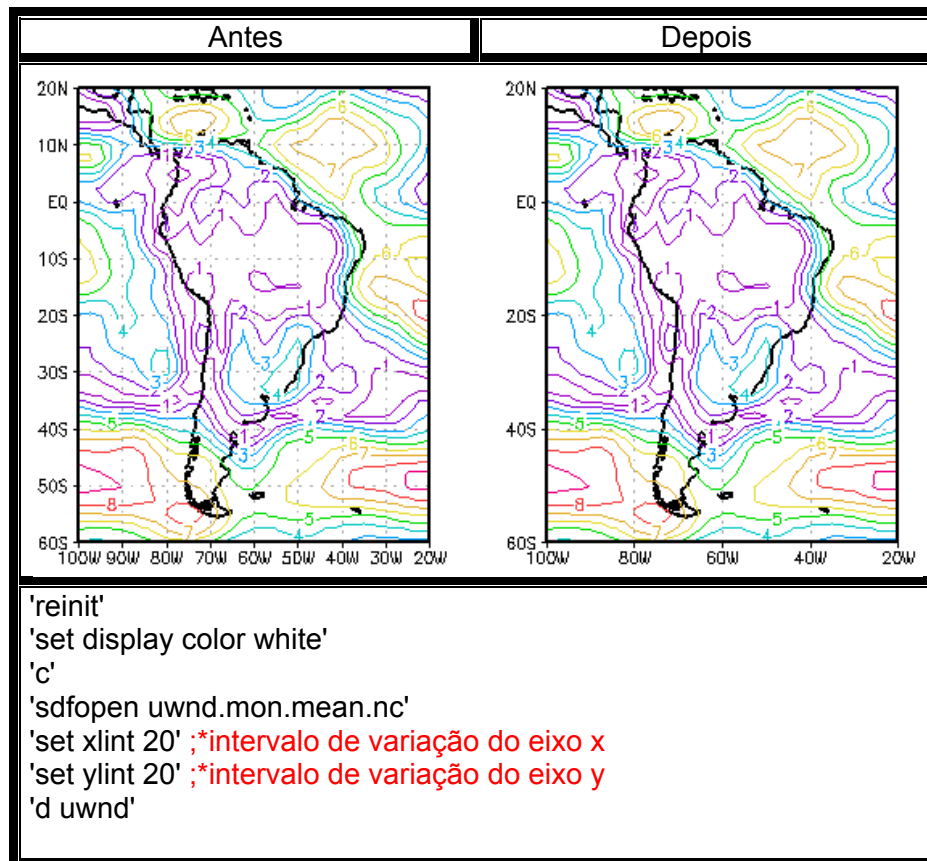 Antes
Depois
20N
10N
EQ
10S
20S
30S
40S
50S
60S
100W 90W 80W 70W 60W 50W 40W 30W 20W
20N
EQ
20S
40S
60S
100W 80W 60W 40W 20W
'reinit'
'set display color white'
'c'
'sdfopen uwnd.mon.mean.nc'
'set xlint 20' ;*intervalo de variação do eixo x
'set ylint 20' ;*intervalo de variação do eixo y
'd uwnd'